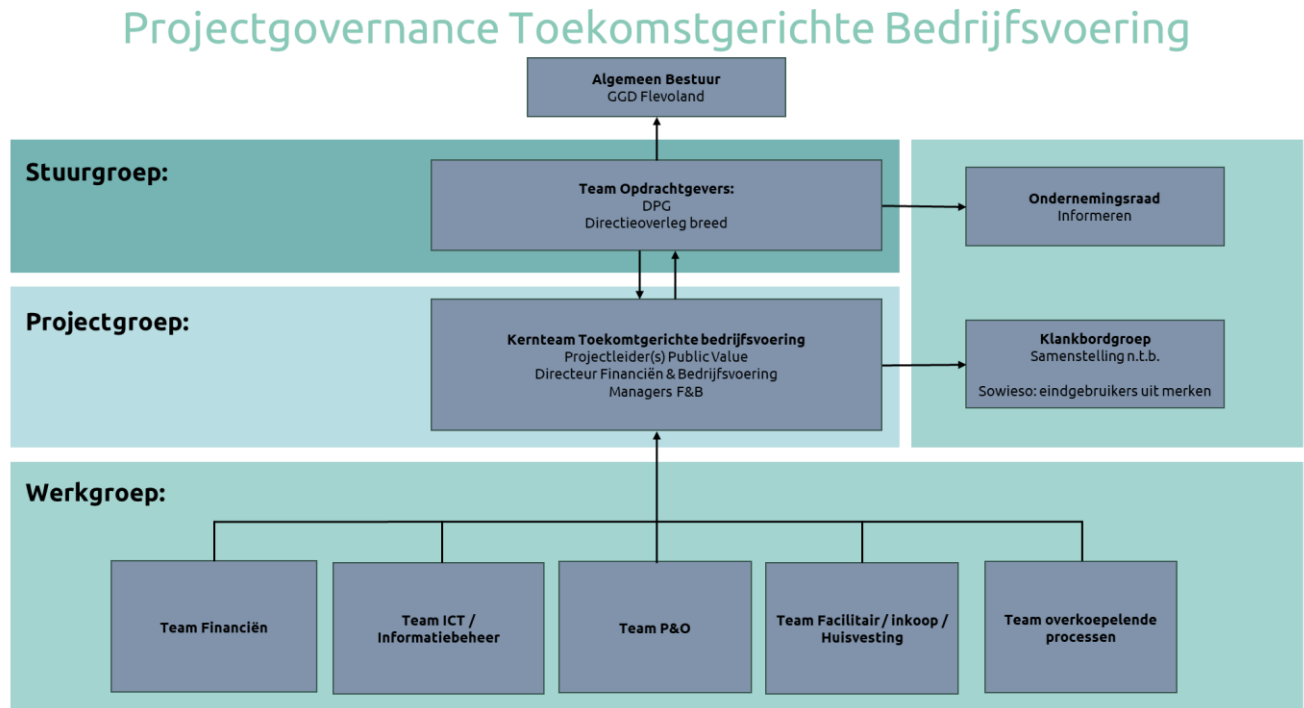 Projectgovernance Toekomstgerichte Bedrijfsvoering
Algemeen Bestuur
GGD Flevoland
Stuurgroep:
Team Opdrachtgevers:
DPG
Directieoverleg breed
Ondernemingsraad
Informeren
Projectgroep:
Kernteam Toekomtgerichte bedrijfsvoering
Projectleider(s) Public Value
Directeur Financiën & Bedrijfsvoering
Managers F&B
Klankbordgroep
Samenstelling n.t.b.
Sowieso: eindgebruikers uit merken
Werkgroep:
Team Financiën
Team ICT /
Informatiebeheer
Team P&O
Team Facilitair / inkoop /
Huisvesting
Team overkoepelende
processen